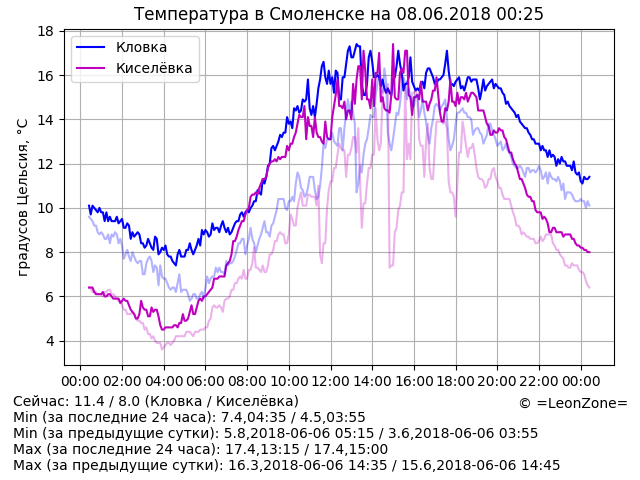 Температура в Смоленске на 08.06.2018 00:25
градусов Цельсия, °C
18
16
14
12
10
8
6
4
Кловка
Киселёвка
00:00 02:00 04:00 06:00 08:00 10:00 12:00 14:00 16:00 18:00 20:00 22:00 00:00
Сейчас: 11.4 / 8.0 (Кловка / Киселёвка)
© =LeonZone=
Min (за последние 24 часа): 7.4,04:35 / 4.5,03:55
Min (за предыдущие сутки): 5.8,2018-06-06 05:15 / 3.6,2018-06-06 03:55
Max (за последние 24 часа): 17.4,13:15 / 17.4,15:00
Max (за предыдущие сутки): 16.3,2018-06-06 14:35 / 15.6,2018-06-06 14:45